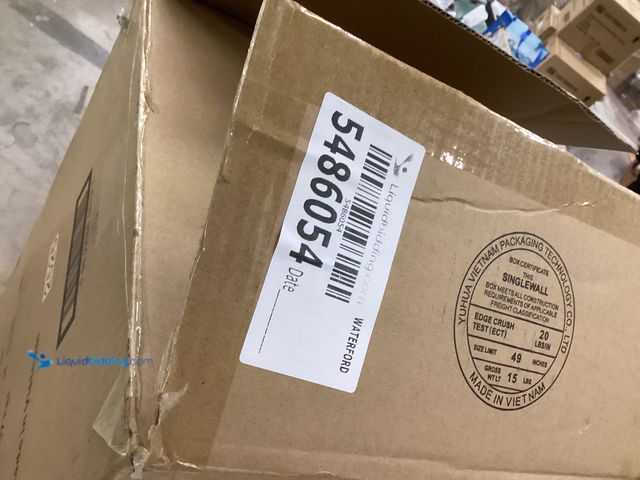 Liquidbidding.com
5486054
5486054
Date
WATERFORD
YUHUA VIETNAM PACKAGING TECHNOLOGY CO., LTD
BOX CERTIFICATE
THIS
SINGLEWALL
BOX MEETS ALL CONSTRUCTION
REQUIREMENTS OF APPLICABLE
FREIGHT CLASSIFICATION
EDGE CRUSH TEST (ECT) 20 LBS/IN
SIZE LIMIT 49 INCHES
GROSS WT LT 15 LBS
MADE IN VIETNAM
Liquidbidding.com